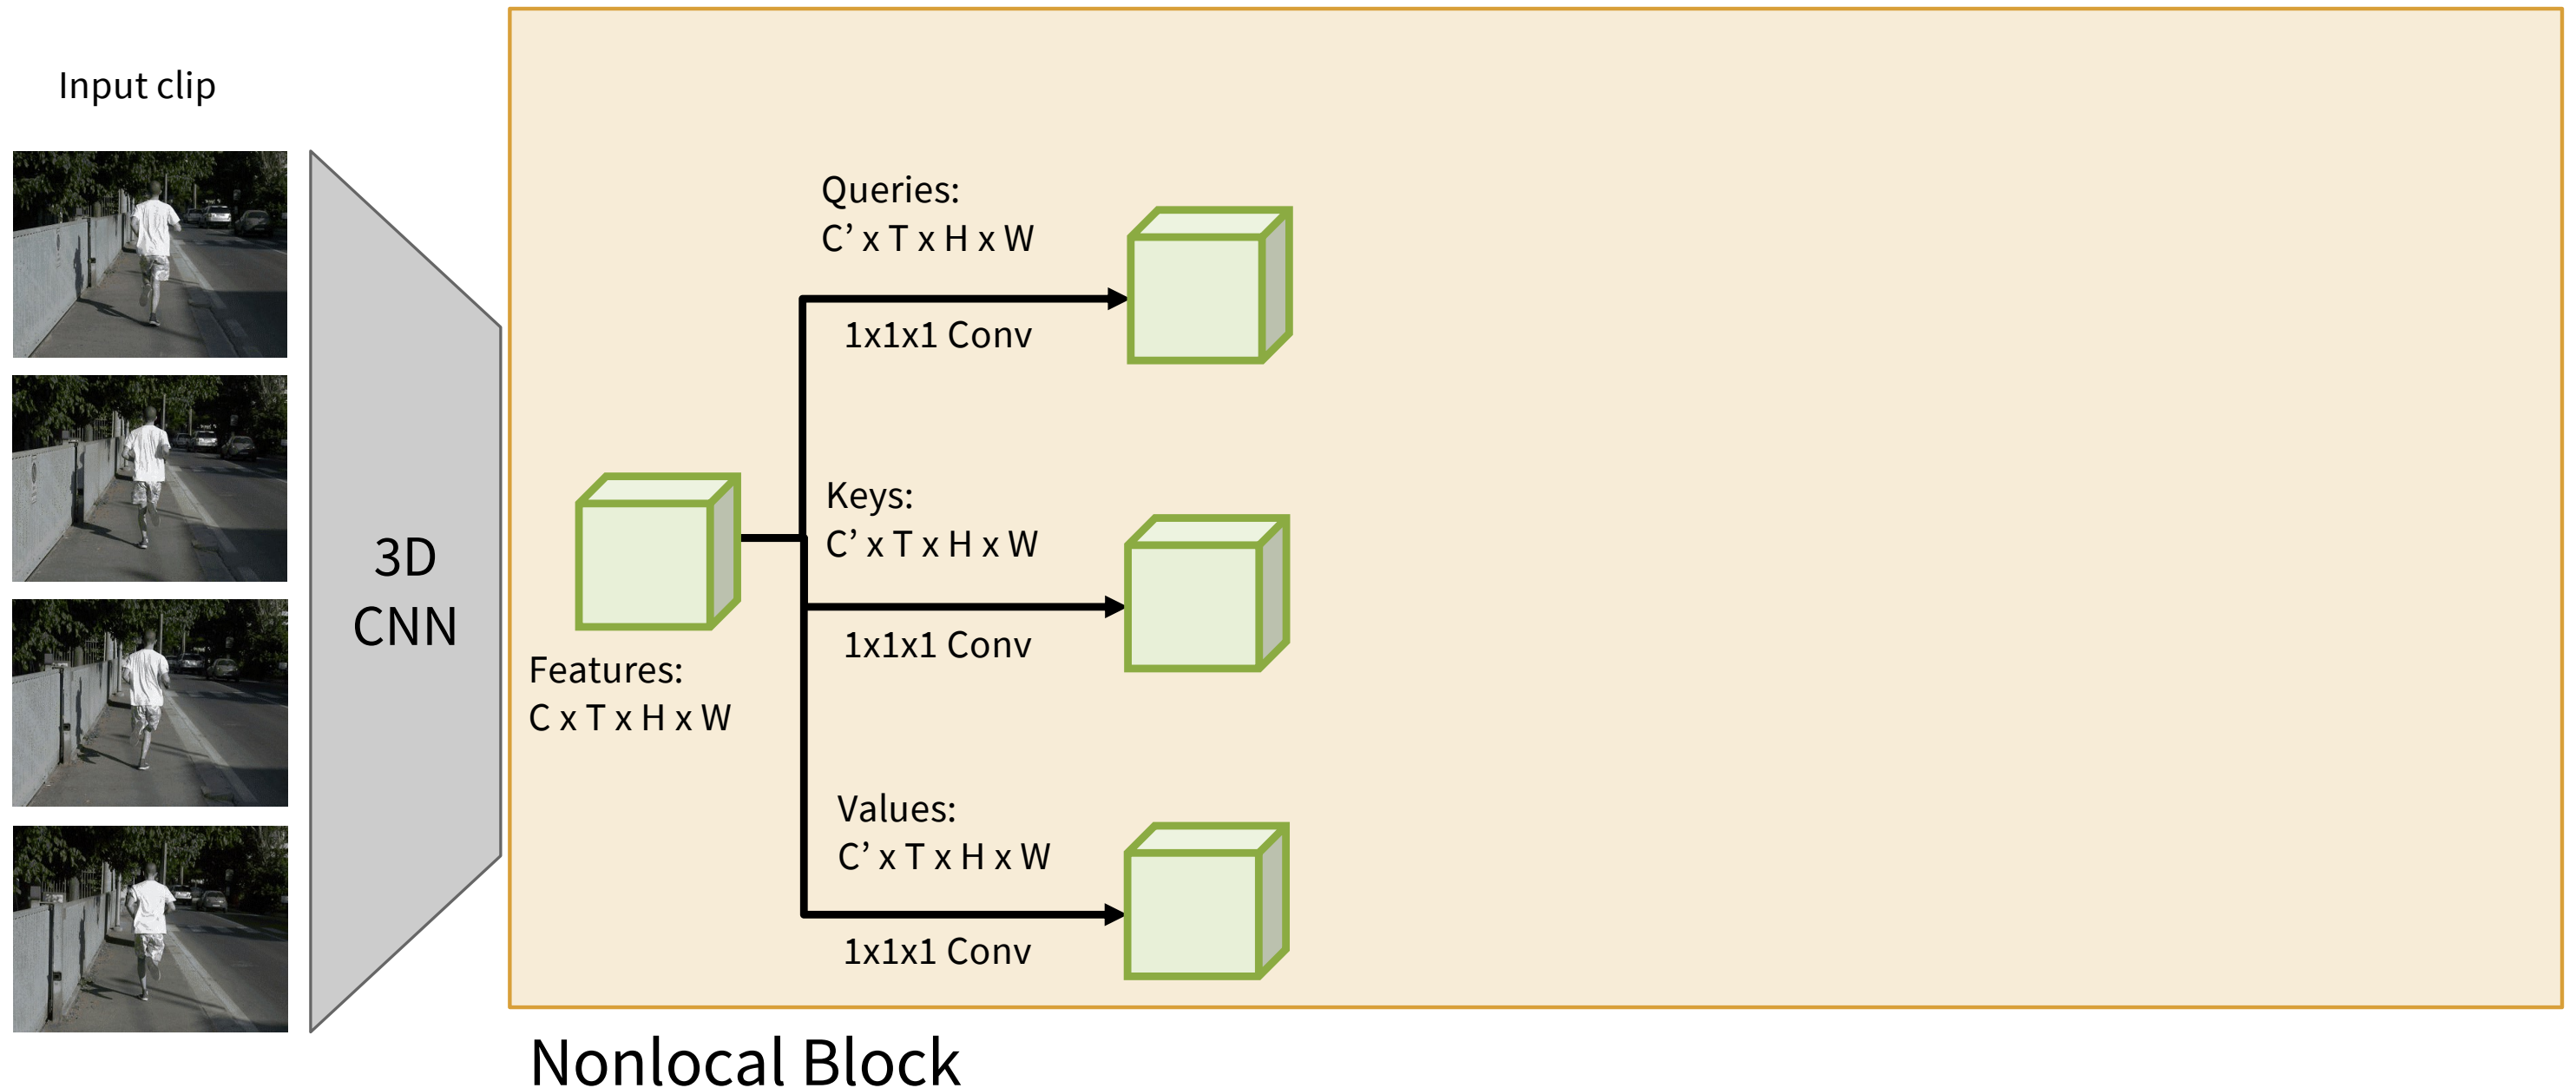 Input clip
3D
CNN
Features:
C x T x H x W
Queries:
C’ x T x H x W
1x1x1 Conv
Keys:
C’ x T x H x W
1x1x1 Conv
Values:
C’ x T x H x W
1x1x1 Conv
Nonlocal Block